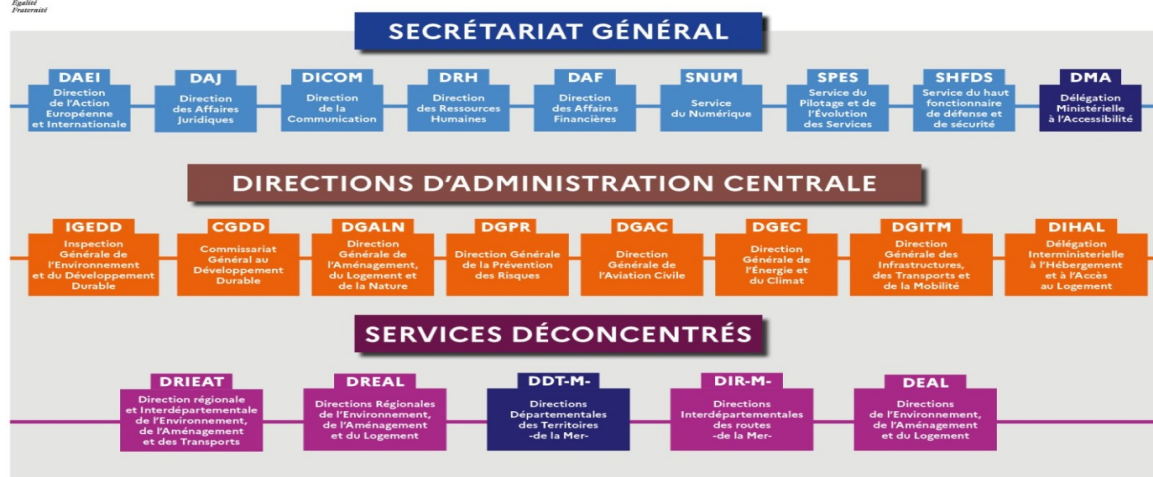 Égalité
Fraternité
SECRÉTARIAT GÉNÉRAL
DAEI
Direction
de l'Action
Européenne
et Internationale
DAJ
Direction
des Affaires
Juridiques
DICOM
Direction
de la
Communication
DRH
Direction
des Ressources
Humaines
DAF
Direction
des Affaires
Financières
SNUM
Service
du Numérique
SPES
Service du
Pilotage et de
l'Évolution
des Services
SHFDS
Service du haut
fonctionnaire
de défense et
de sécurité
DMA
Délégation
Ministérielle
à l'Accessibilité
DIRECTIONS D'ADMINISTRATION CENTRALE
IGEDD
Inspection
Générale de
l'Environnement
et du Développement
Durable
CGDD
Commissariat
Général au
Développement
Durable
DGALN
Direction
Générale de
l'Aménagement,
du Logement et
de la Nature
DGPR
Direction Générale
de la Prévention
des Risques
DGAC
Direction
Générale de
l'Aviation Civile
DGEC
Direction
Générale de
l'Énergie et
du Climat
DGITM
Direction
Générale des
Infrastructures,
des Transports et
de la Mobilité
DIHAL
Délégation
Interministerielle
à l'Hébergement
et à l'Accès
au Logement
SERVICES DÉCONCENTRÉS
DRIEAT
Direction régionale
et Interdépartementale
de l'Environnement,
de l'Aménagement
et des Transports
DREAL
Directions Régionales
de l'Environnement,
de l'Aménagement
et du Logement
DDT-M-
Directions
Départementales
des Territoires
-de la Mer-
DIR-M-
Directions
Interdépartementales
des routes
-de la Mer-
DEAL
Directions
de l'Environnement,
de l'Aménagement
et du Logement